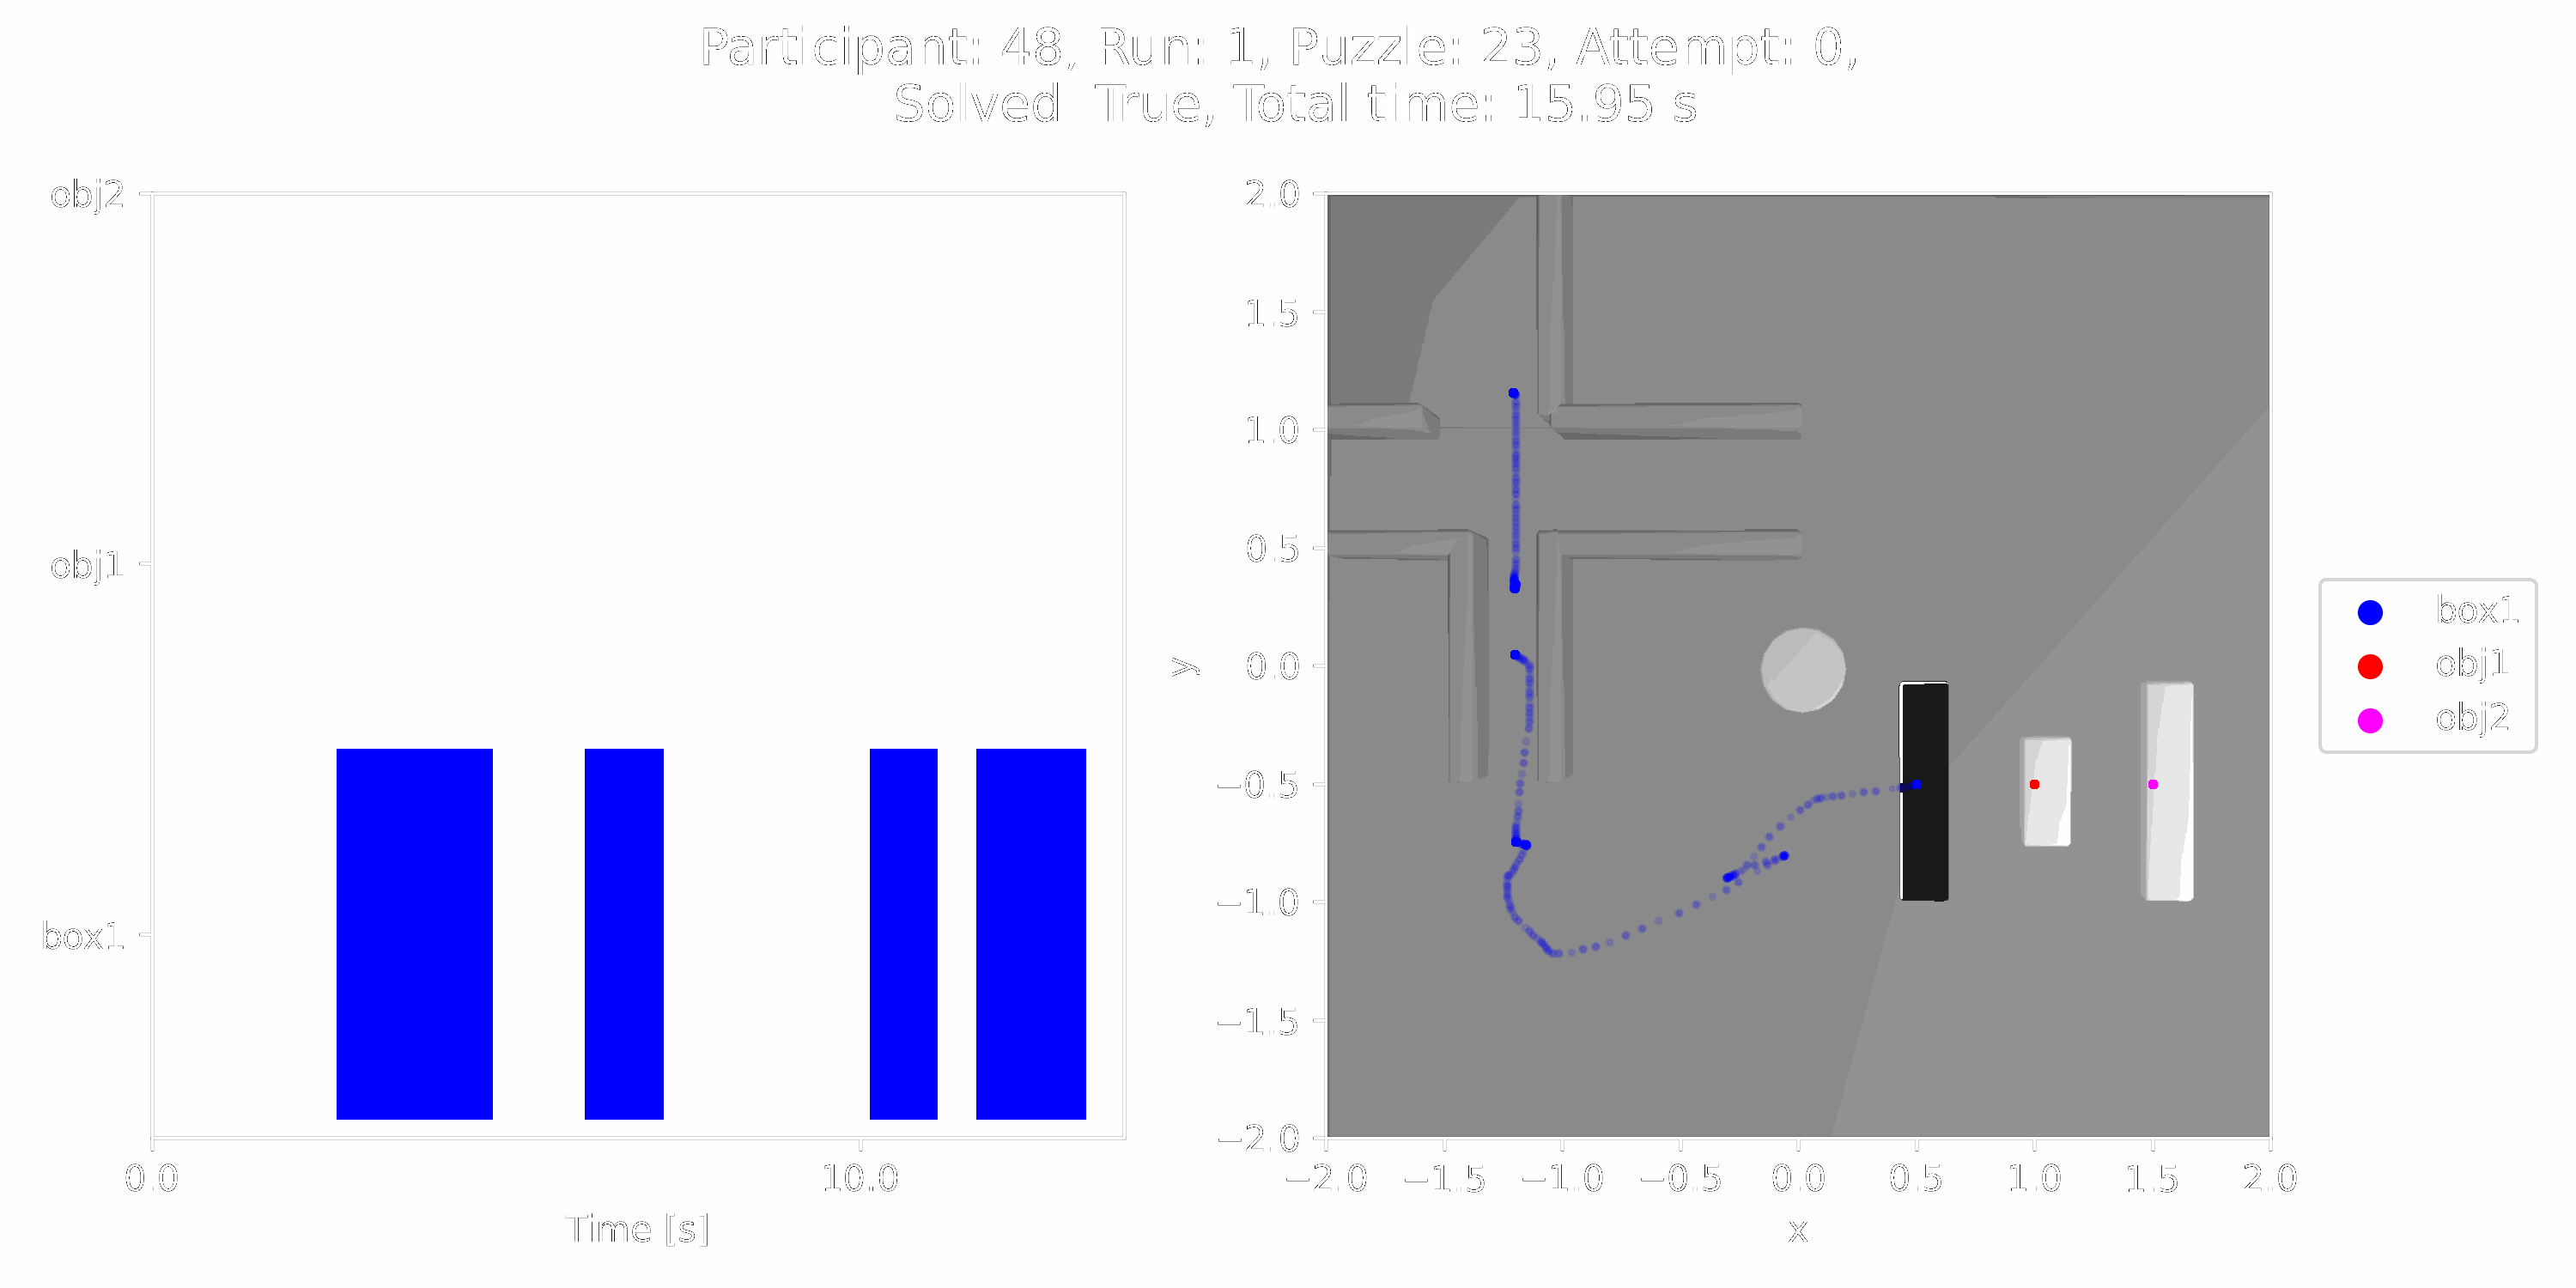 Participant: 48, Run: 1, Puzzle: 23, Attempt: 0,
Solved True, Total time: 15.95 s
obj2
obj1
box1
0.0
10.0
Time [s]
2.0
1.5
1.0
0.5
0.0
−0.5
−1.0
−1.5
−2.0
y
−2.0
−1.5
−1.0
−0.5
0.0
0.5
1.0
1.5
2.0
x
box1
obj1
obj2